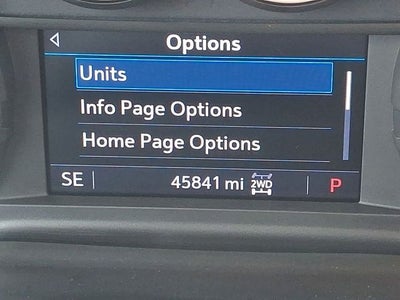 Options
Units
Info Page Options
Home Page Options
SE 45841 mi 2WD P